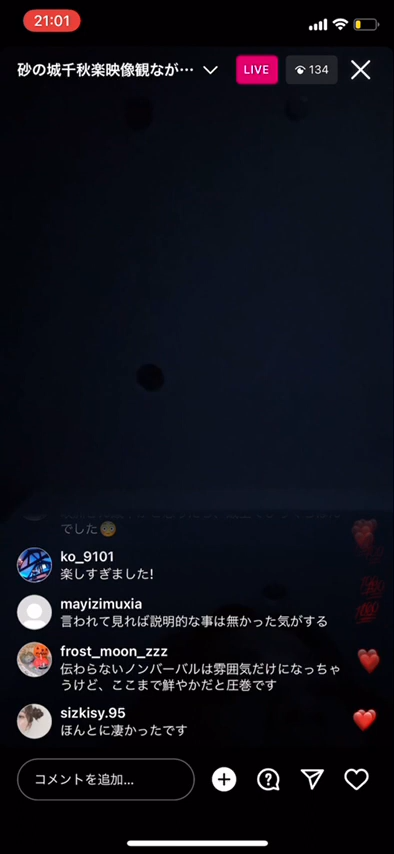 21:01
砂の城千秋楽映像観なが…
LIVE
134
でした😳
ko_9101
楽しすぎました!
mayizimuxia
言われて見れば説明的な事は無かった気がする
frost_moon_zzz
伝わらないノンバーバルは雰囲気だけになっちゃ
うけど、ここまで鮮やかだと圧巻です
sizkisy.95
ほんとに凄かったです
コメントを追加...